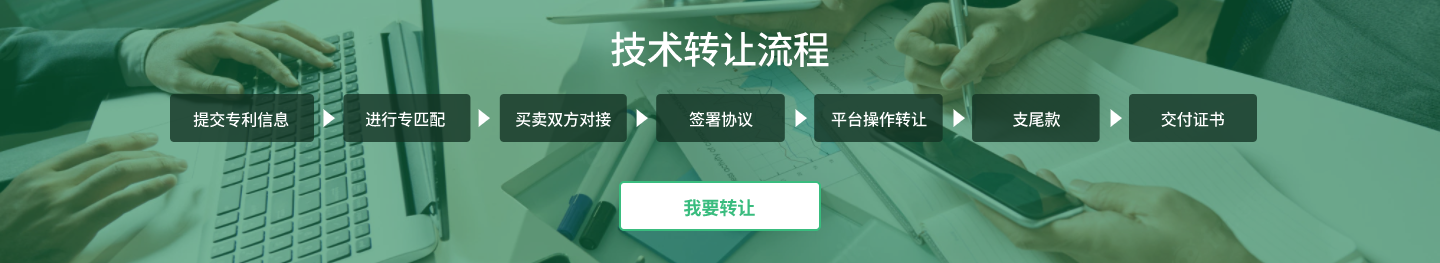 技术转让流程
提交专利信息
进行专匹配
买卖双方对接
签署协议
平台操作转让
支尾款
交付证书
我要转让